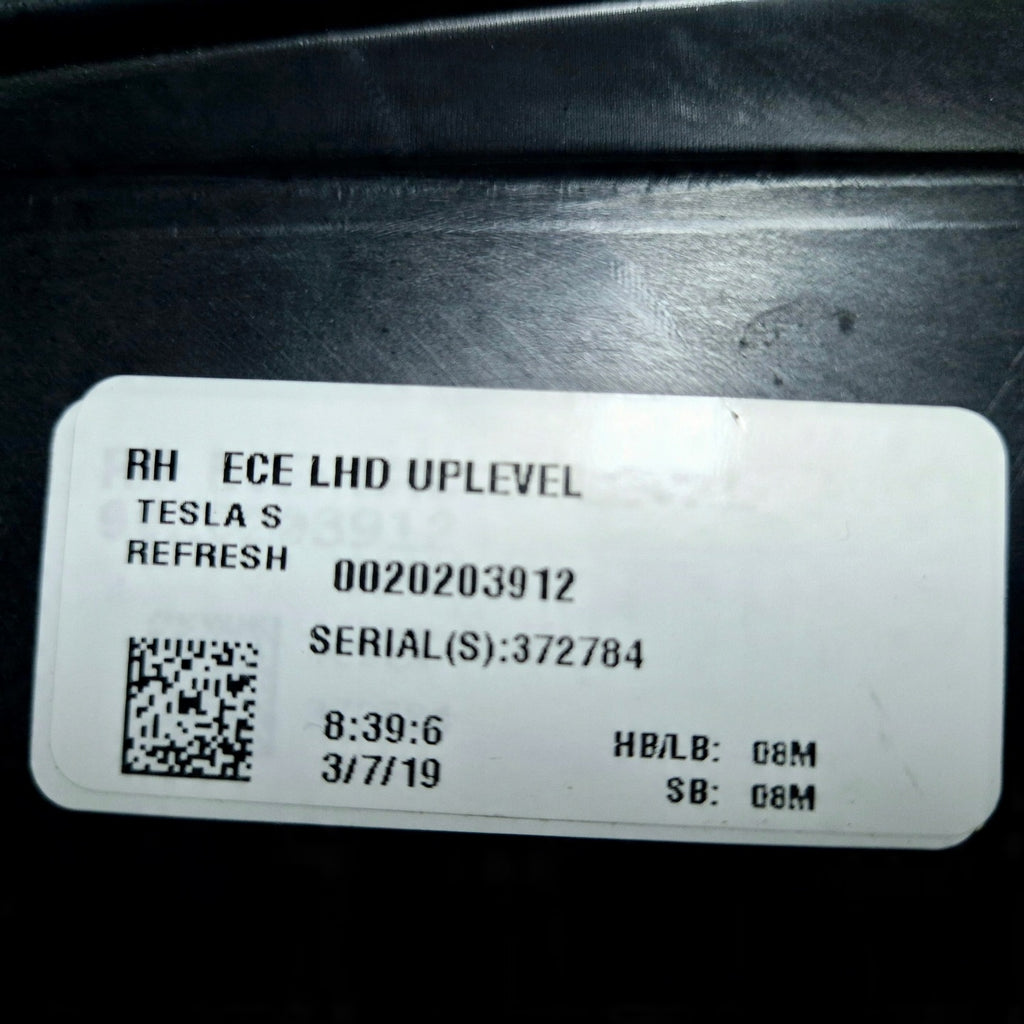 RH ECE LHD UPLEVEL
TESLA S
REFRESH
0020203912
SERIAL(S):372784
8:39:6
3/7/19
HB/LB: 08M
SB: 08M